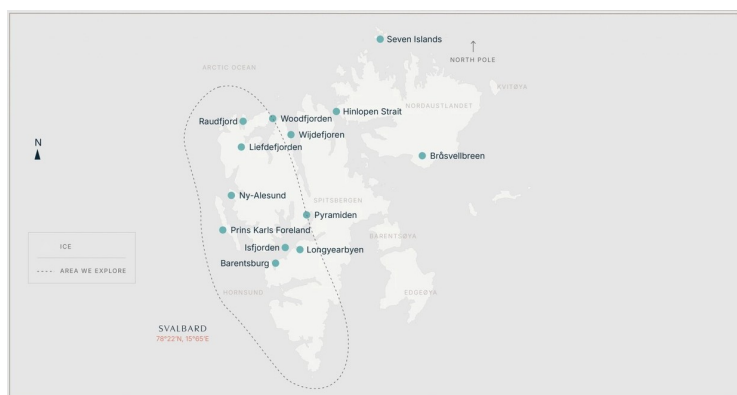 Seven Islands
NORTH POLE
ARCTIC OCEAN
KVITØYA
NORDAUSTLANDET
Hinlopen Strait
Woodfjorden
Raudfjord
Wijdefjoren
N
Liefdefjorden
Bråsvellbreen
Ny-Alesund
SPITSBERGEN
Pyramiden
Prins Karls Foreland
BARENTSØYA
ICE
Isfjorden
Longyearbyen
Barentsburg
AREA WE EXPLORE
HORNSUND
EDGEØYA
SVALBARD
78°22'N, 15°65'E